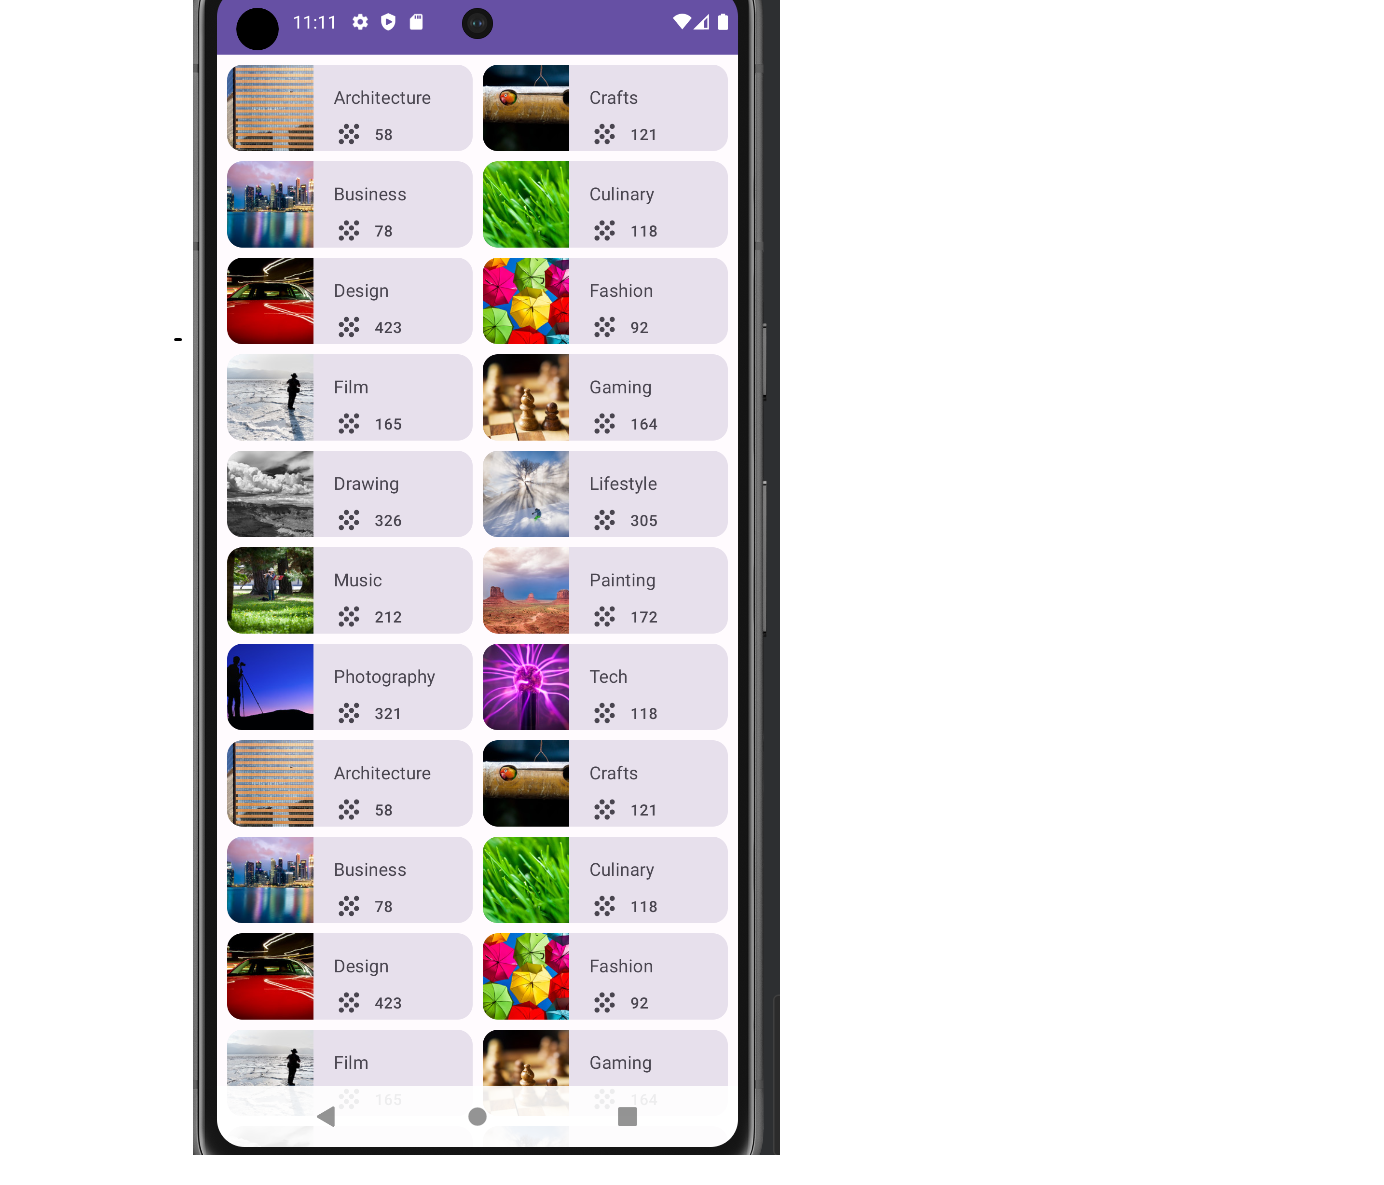 11:11
Architecture
58
Crafts
121
Business
78
Culinary
118
Design
423
Fashion
92
Film
165
Gaming
164
Drawing
326
Lifestyle
305
Music
212
Painting
172
Photography
321
Tech
118
Architecture
58
Crafts
121
Business
78
Culinary
118
Design
423
Fashion
92
Film
165
Gaming
164